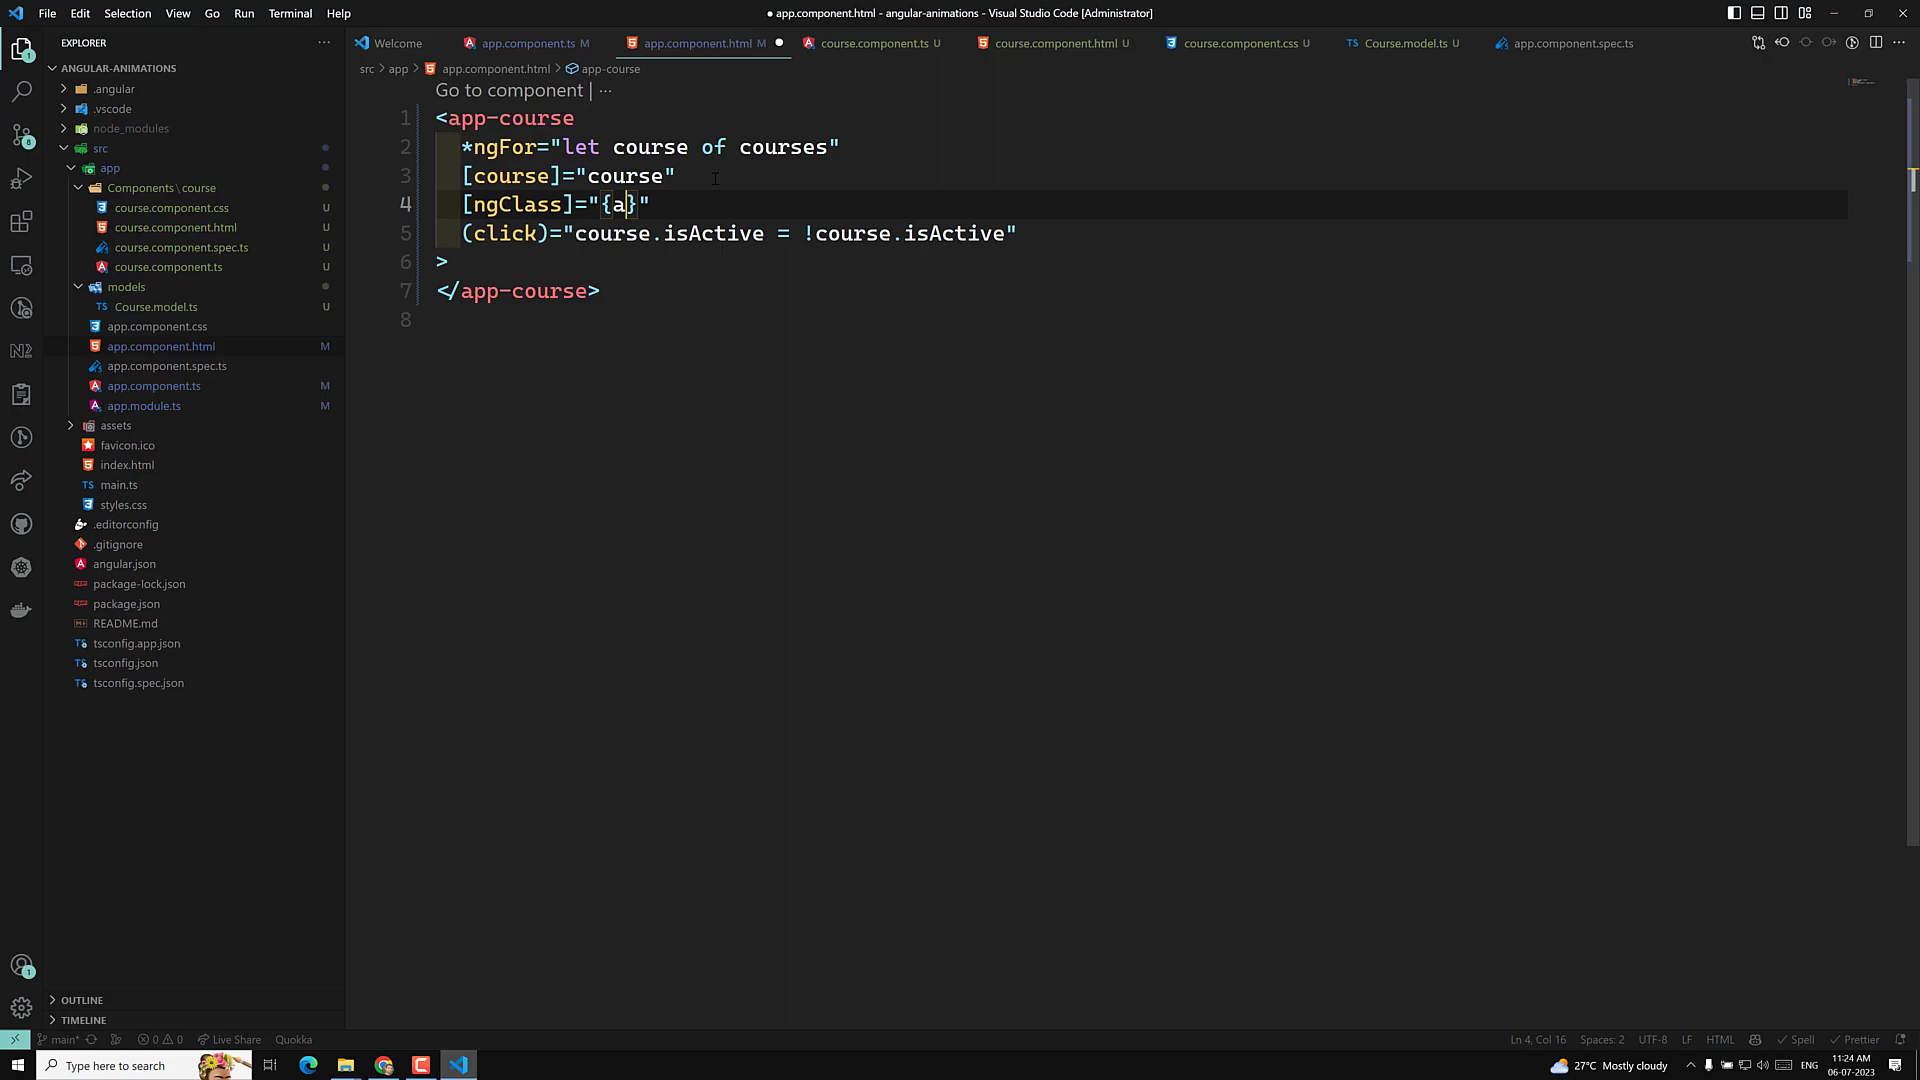 File Edit Selection View Go Run Terminal Help
● app.component.html - angular-animations - Visual Studio Code [Administrator]
EXPLORER
ANGULAR-ANIMATIONS
.angular
.vscode
node_modules
src
app
Components\course
course.component.css U
course.component.html U
course.component.spec.ts U
course.component.ts U
models
TS Course.model.ts U
app.component.css
app.component.html M
app.component.spec.ts
app.component.ts M
app.module.ts M
assets
favicon.ico
index.html
TS main.ts
styles.css
.editorconfig
.gitignore
angular.json
package-lock.json
package.json
README.md
TS tsconfig.app.json
TS tsconfig.json
TS tsconfig.spec.json
OUTLINE
TIMELINE
Welcome app.component.ts M app.component.html M course.component.ts U course.component.html U course.component.css U TS Course.model.ts U app.component.spec.ts
src > app > app.component.html > app-course
Go to component | ···
1 <app-course
2 *ngFor="let course of courses"
3 [course]="course"
4 [ngClass]="{a}"
5 (click)="course.isActive = !course.isActive"
6 >
7 </app-course>
8
main* 0 0 Live Share Quokka
Ln 4, Col 16 Spaces: 2 UTF-8 LF HTML Spell Prettier
Type here to search
27°C Mostly cloudy ENG 11:24 AM
06-07-2023